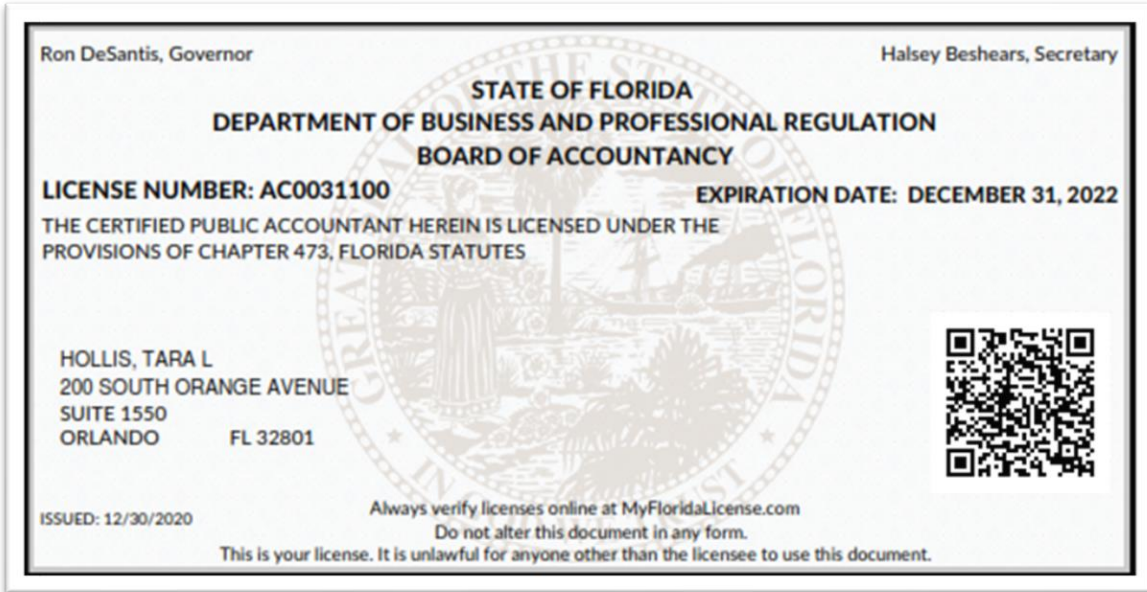 Ron DeSantis, Governor
Halsey Beshears, Secretary
STATE OF FLORIDA
DEPARTMENT OF BUSINESS AND PROFESSIONAL REGULATION
BOARD OF ACCOUNTANCY
LICENSE NUMBER: AC0031100
EXPIRATION DATE: DECEMBER 31, 2022
THE CERTIFIED PUBLIC ACCOUNTANT HEREIN IS LICENSED UNDER THE
PROVISIONS OF CHAPTER 473, FLORIDA STATUTES
HOLLIS, TARA L
200 SOUTH ORANGE AVENUE
SUITE 1550
ORLANDO FL 32801
ISSUED: 12/30/2020
Always verify licenses online at MyFloridaLicense.com
Do not alter this document in any form.
This is your license. It is unlawful for anyone other than the licensee to use this document.